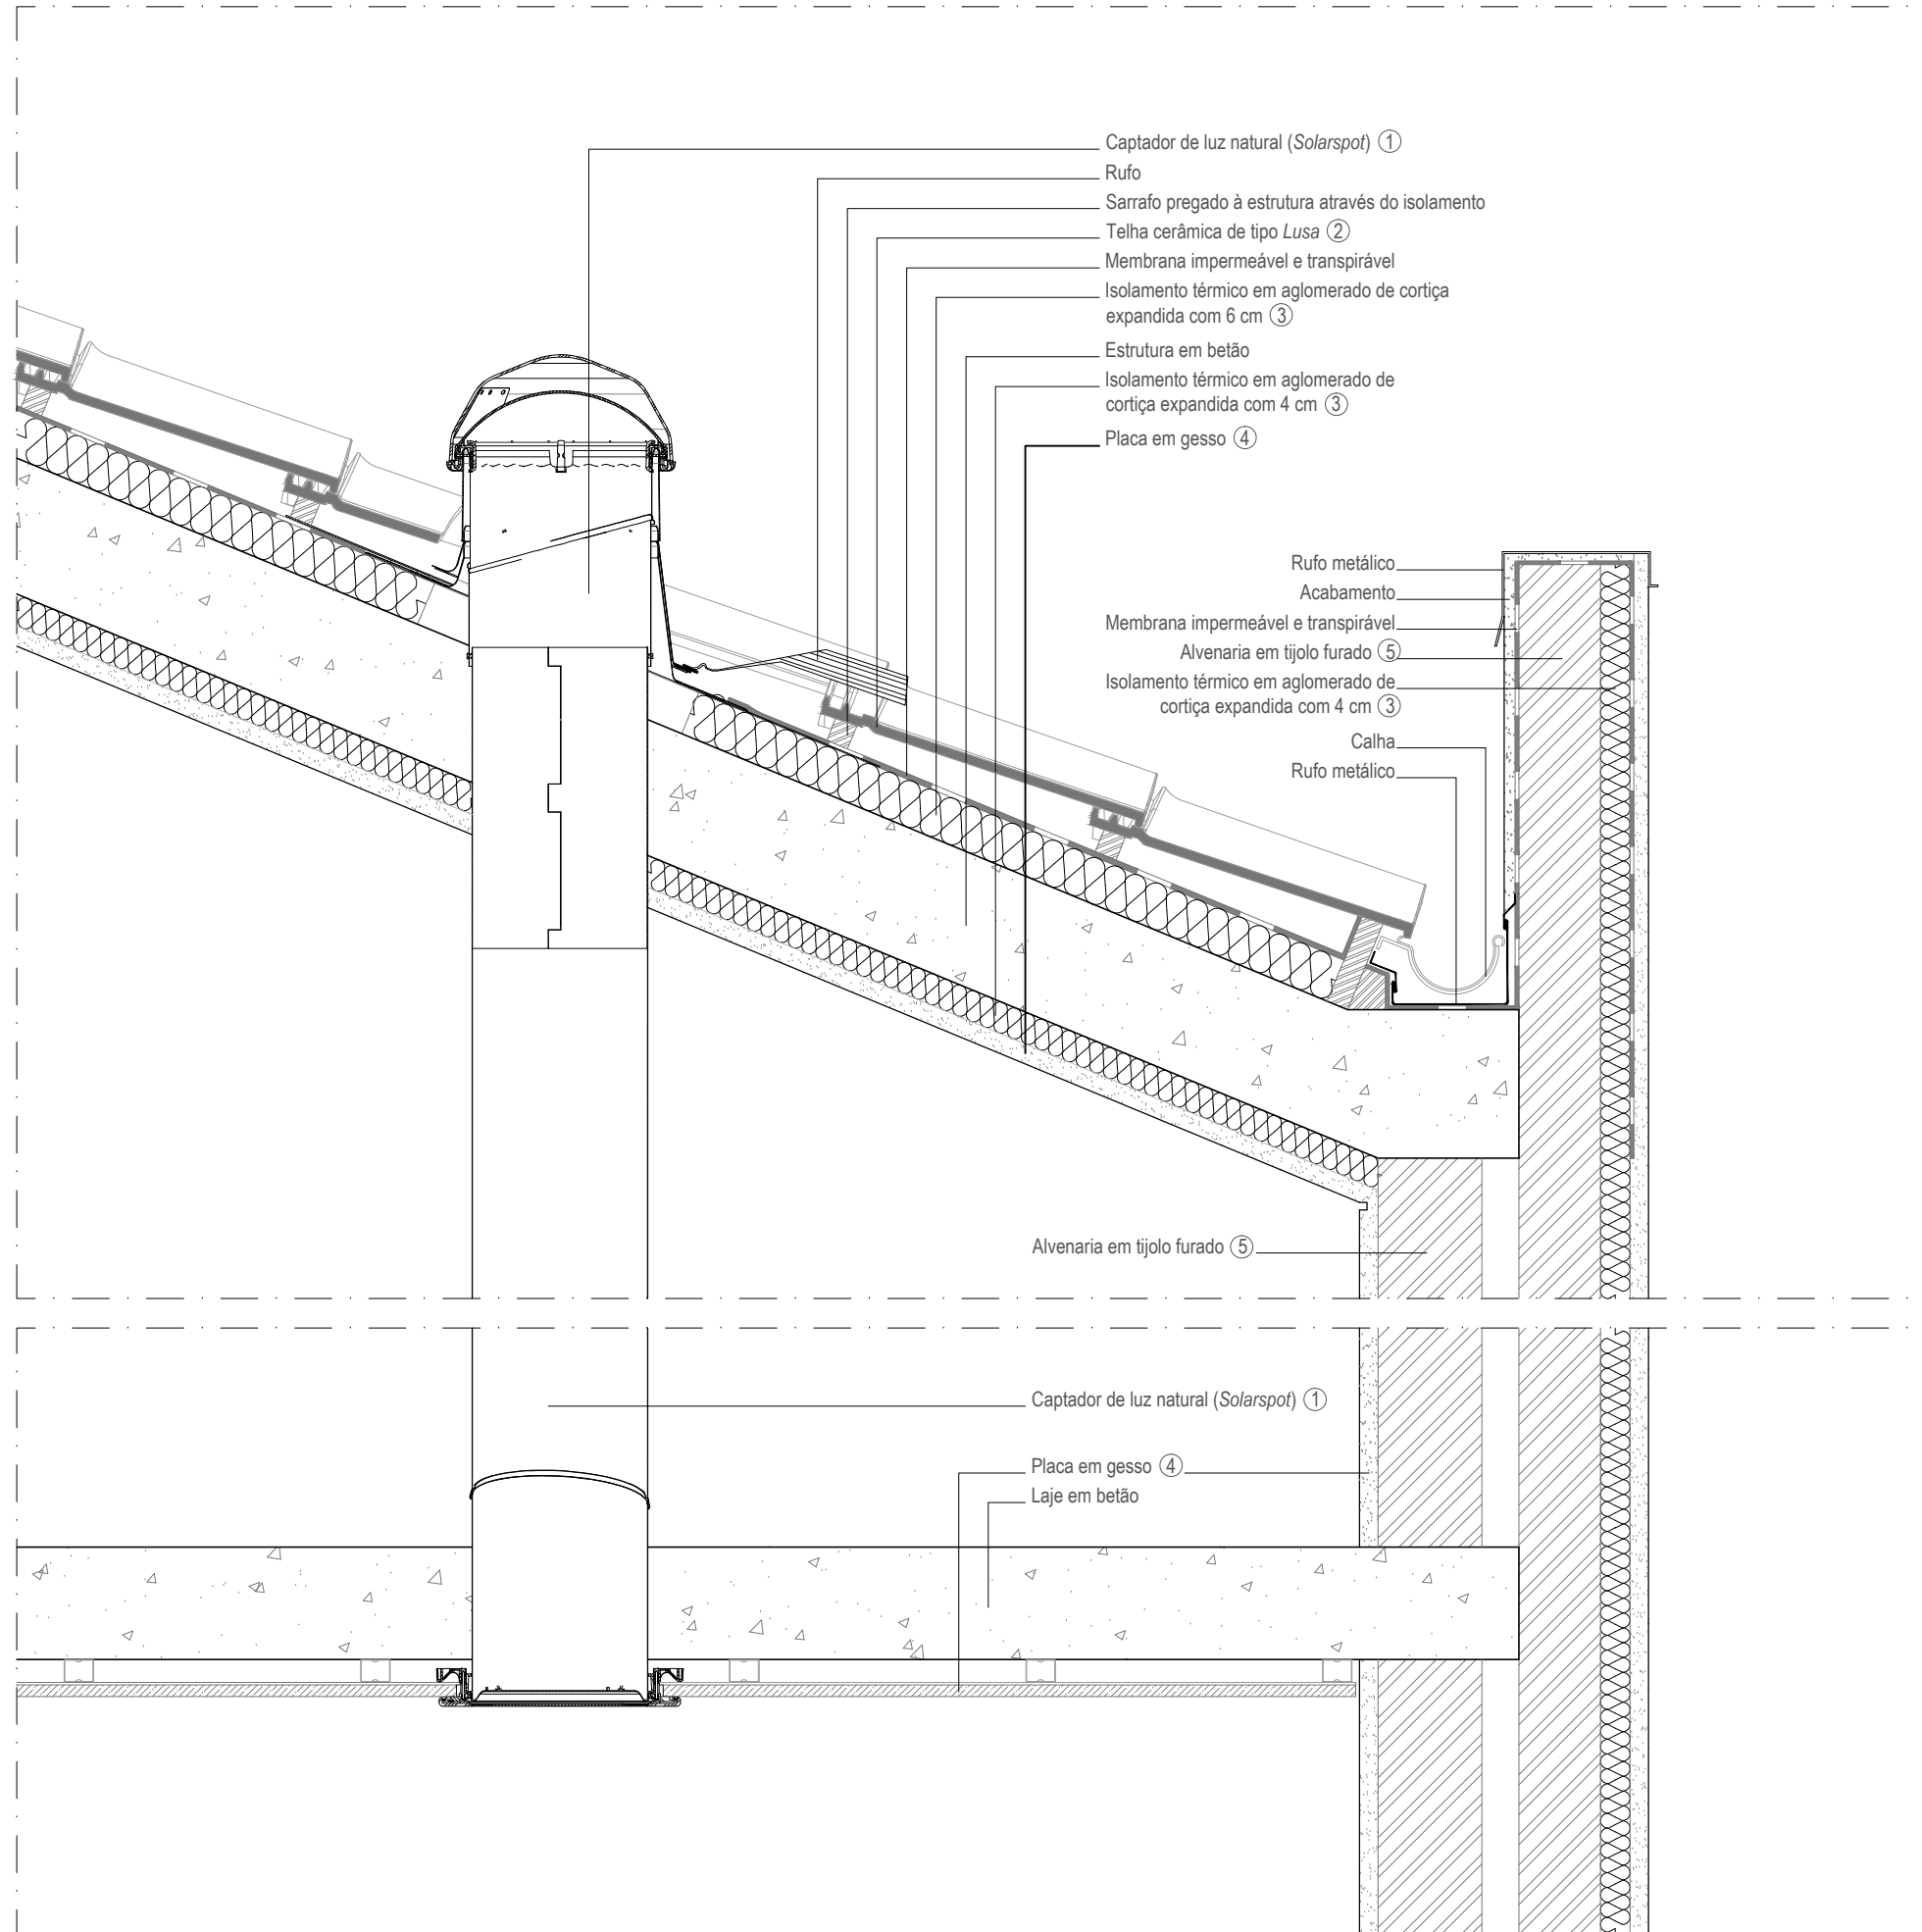 Captador de luz natural (Solarspot) ①
Rufo
Sarrafo pregado à estrutura através do isolamento
Telha cerâmica de tipo Lusa ②
Membrana impermeável e transpirável
Isolamento térmico em aglomerado de cortiça
expandida com 6 cm ③
Estrutura em betão
Isolamento térmico em aglomerado de
cortiça expandida com 4 cm ③
Placa em gesso ④
Rufo metálico
Acabamento
Membrana impermeável e transpirável
Alvenaria em tijolo furado ⑤
Isolamento térmico em aglomerado de
cortiça expandida com 4 cm ③
Calha
Rufo metálico
Alvenaria em tijolo furado ⑤
Captador de luz natural (Solarspot) ①
Placa em gesso ④
Laje em betão